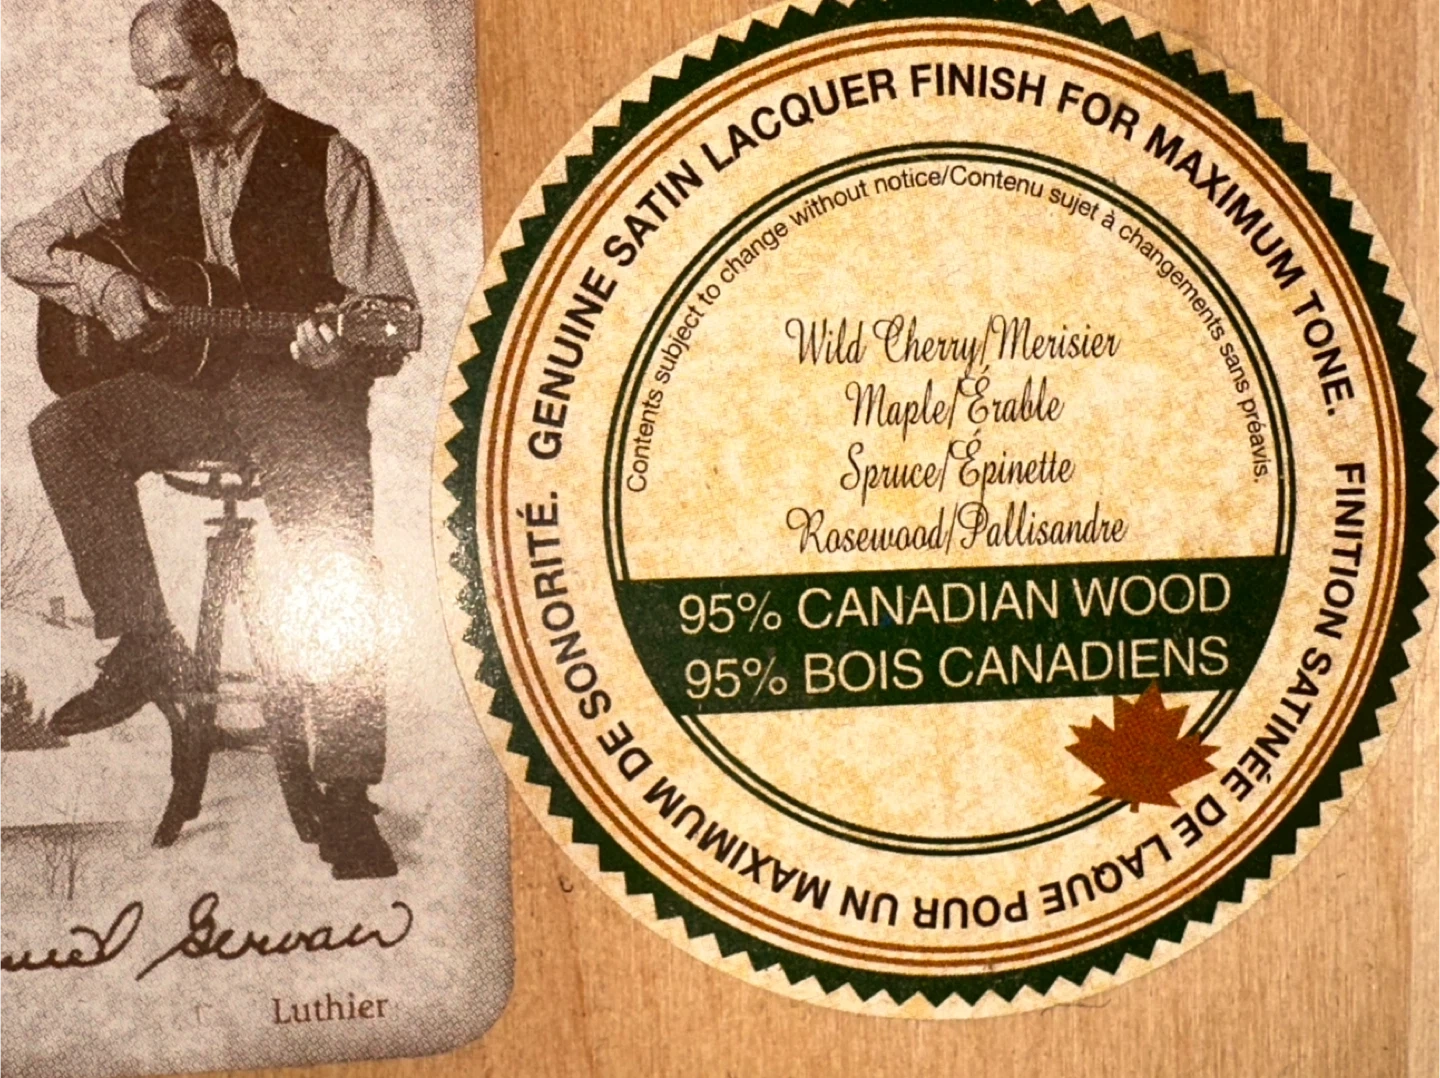 Gervan
Luthier
GENUINE SATIN LACQUER FINISH FOR MAXIMUM TONE.
FINITION SATINÉE DE LAQUE POUR UN MAXIMUM DE SONORITÉ.
Contents subject to change without notice/Contenu sujet à changements sans préavis.
Wild Cherry/Merisier
Maple/Érable
Spruce/Épinette
Rosewood/Pallisandre
95% CANADIAN WOOD
95% BOIS CANADIENS